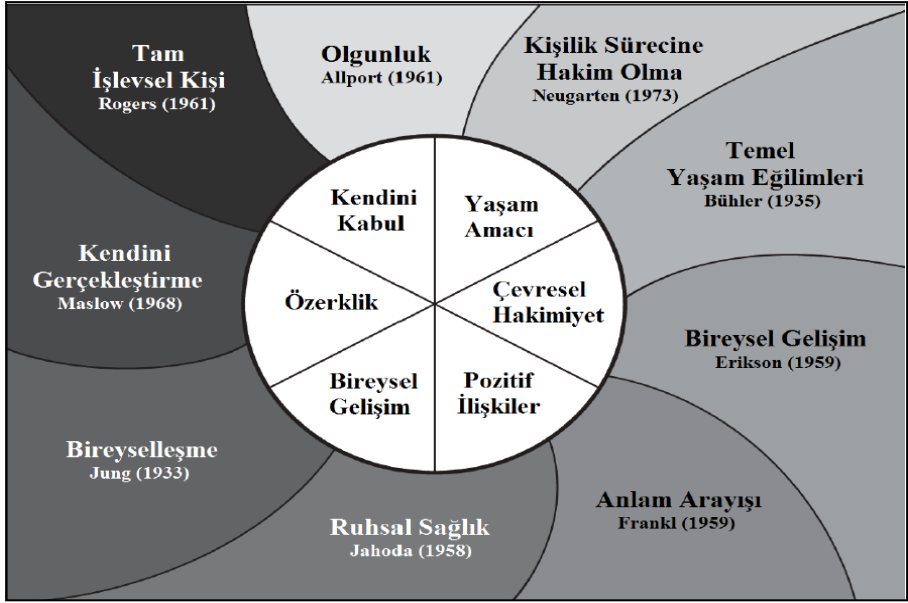 Tam
İşlevsel Kişi
Rogers (1961)
Olgunluk
Allport (1961)
Kişilik Sürecine
Hakim Olma
Neugarten (1973)
Temel
Yaşam Eğilimleri
Bühler (1935)
Bireysel Gelişim
Erikson (1959)
Anlam Arayışı
Frankl (1959)
Ruhsal Sağlık
Jahoda (1958)
Bireyselleşme
Jung (1933)
Kendini
Gerçekleştirme
Maslow (1968)
Kendini
Kabul
Yaşam
Amacı
Çevresel
Hakimiyet
Pozitif
İlişkiler
Bireysel
Gelişim
Özerklik